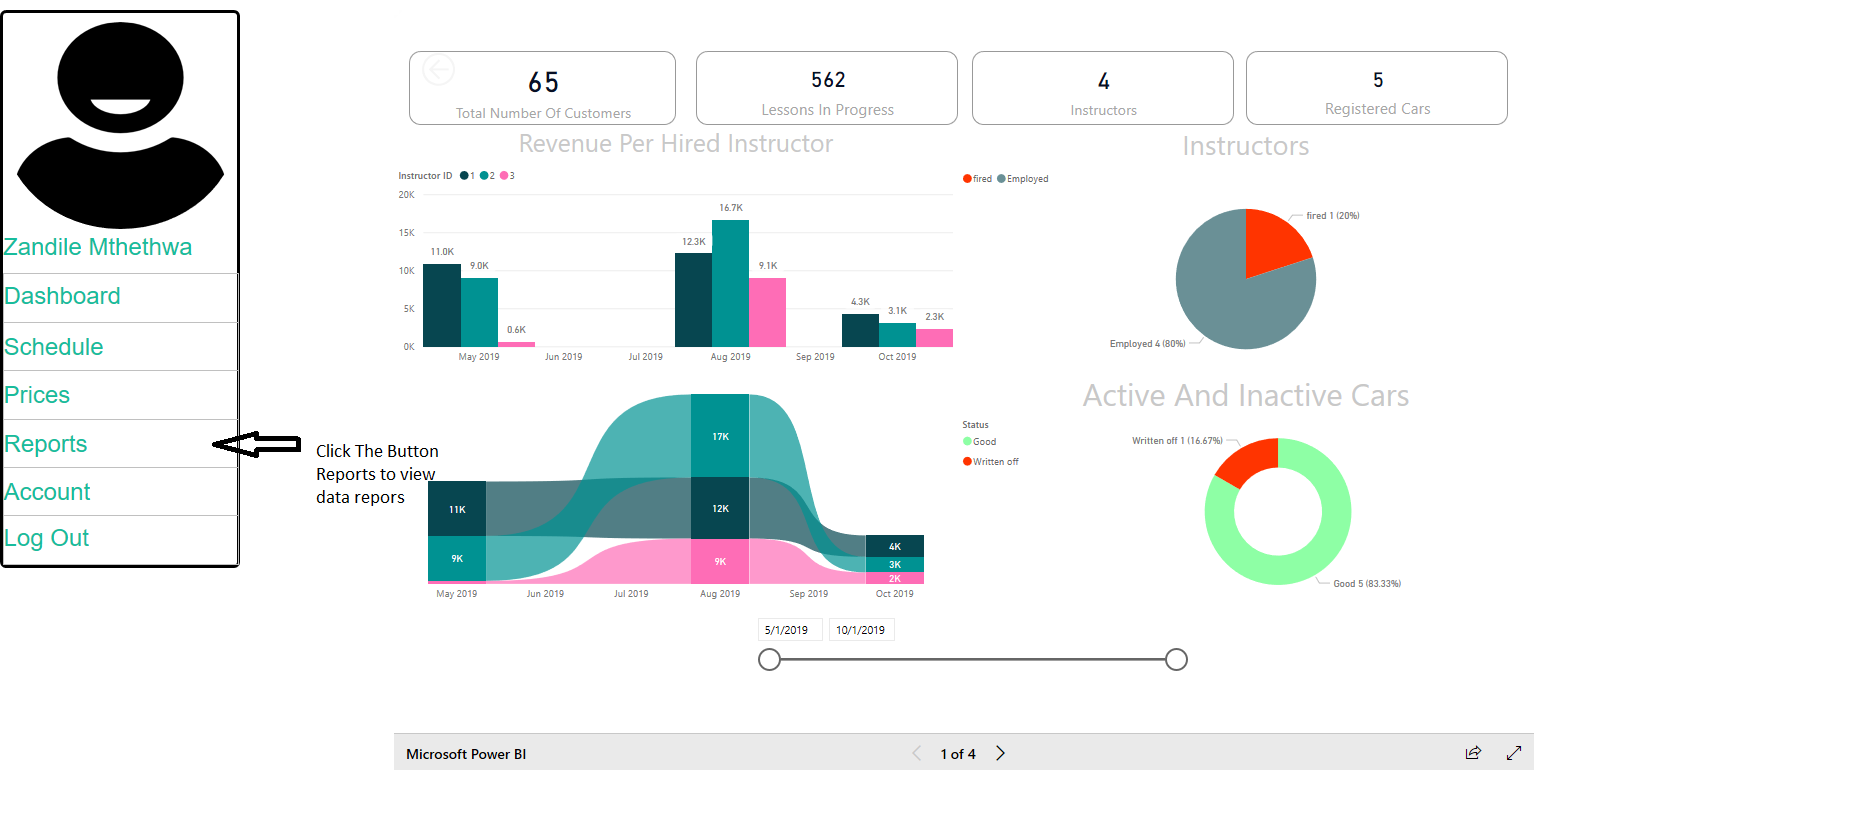 Zandile Mthethwa
Dashboard
Schedule
Prices
Reports
Account
Log Out
Click The Button
Reports to view
data repors
65
Total Number Of Customers
562
Lessons In Progress
4
Instructors
5
Registered Cars
Revenue Per Hired Instructor
Instructor ID 1 2 3
20K
15K
10K
5K
0K
11.0K
9.0K
0.6K
12.3K
16.7K
9.1K
4.3K
3.1K
2.3K
May 2019 Jun 2019 Jul 2019 Aug 2019 Sep 2019 Oct 2019
Instructors
fired Employed
fired 1 (20%)
Employed 4 (80%)
11K
9K
17K
12K
9K
4K
3K
2K
May 2019 Jun 2019 Jul 2019 Aug 2019 Sep 2019 Oct 2019
Active And Inactive Cars
Status
Good
Written off
Written off 1 (16.67%)
Good 5 (83.33%)
5/1/2019 10/1/2019
Microsoft Power BI 1 of 4